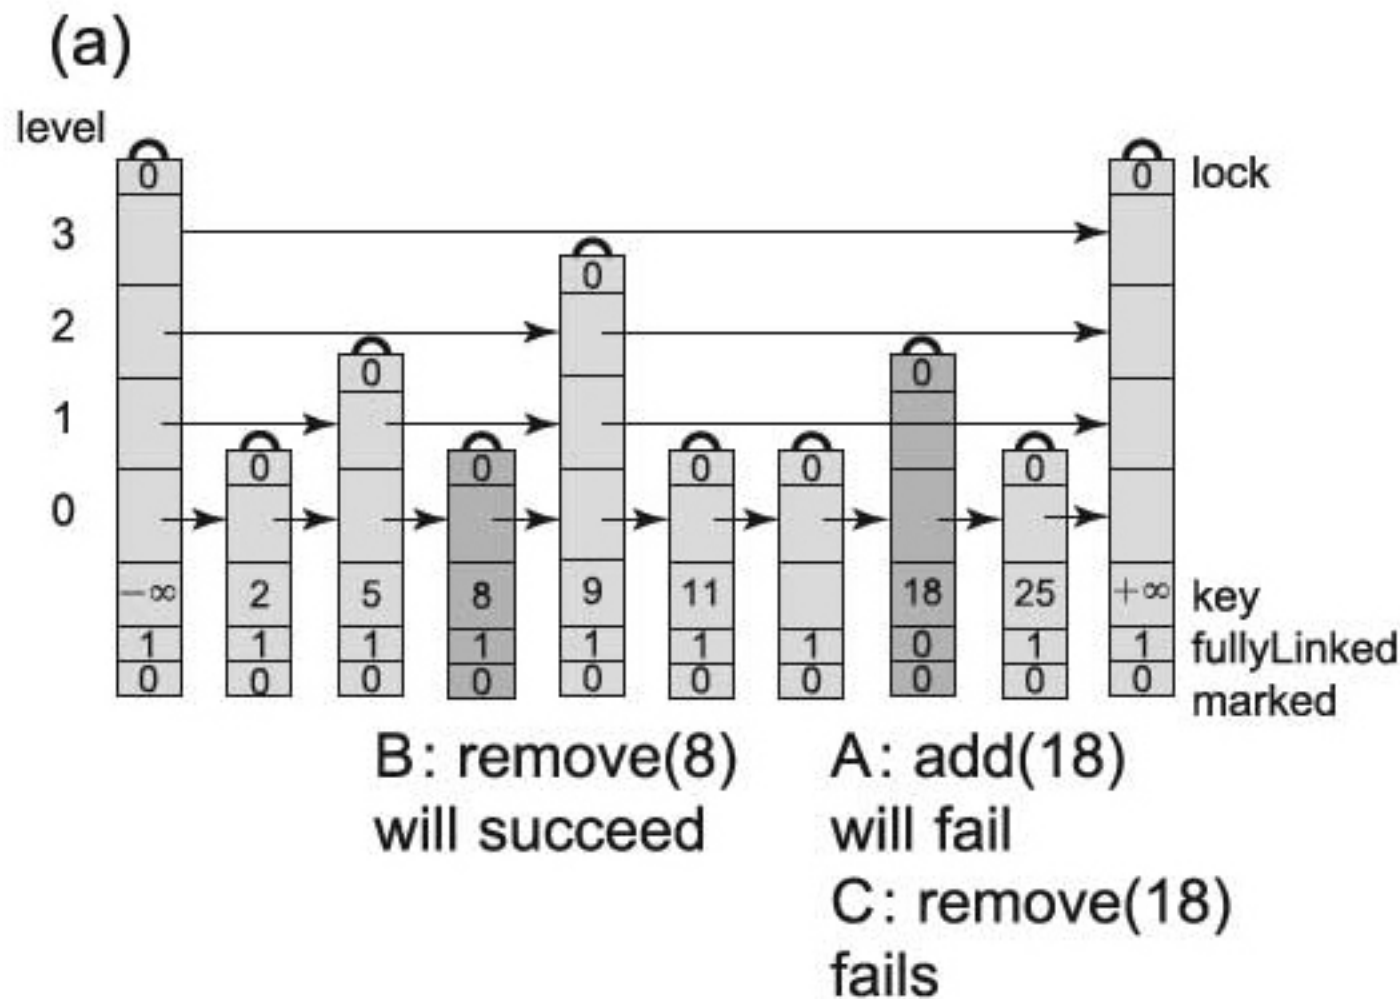 (a)
level
0 0 lock
3
0
2
0 0
1
0 0 0 0 0
0
−∞ 2 5 8 9 11 18 25 +∞ key
1 1 1 1 1 1 1 0 1 1 fullyLinked
0 0 0 0 0 0 0 0 0 0
marked
B: remove(8) A: add(18)
will succeed will fail
C: remove(18)
fails